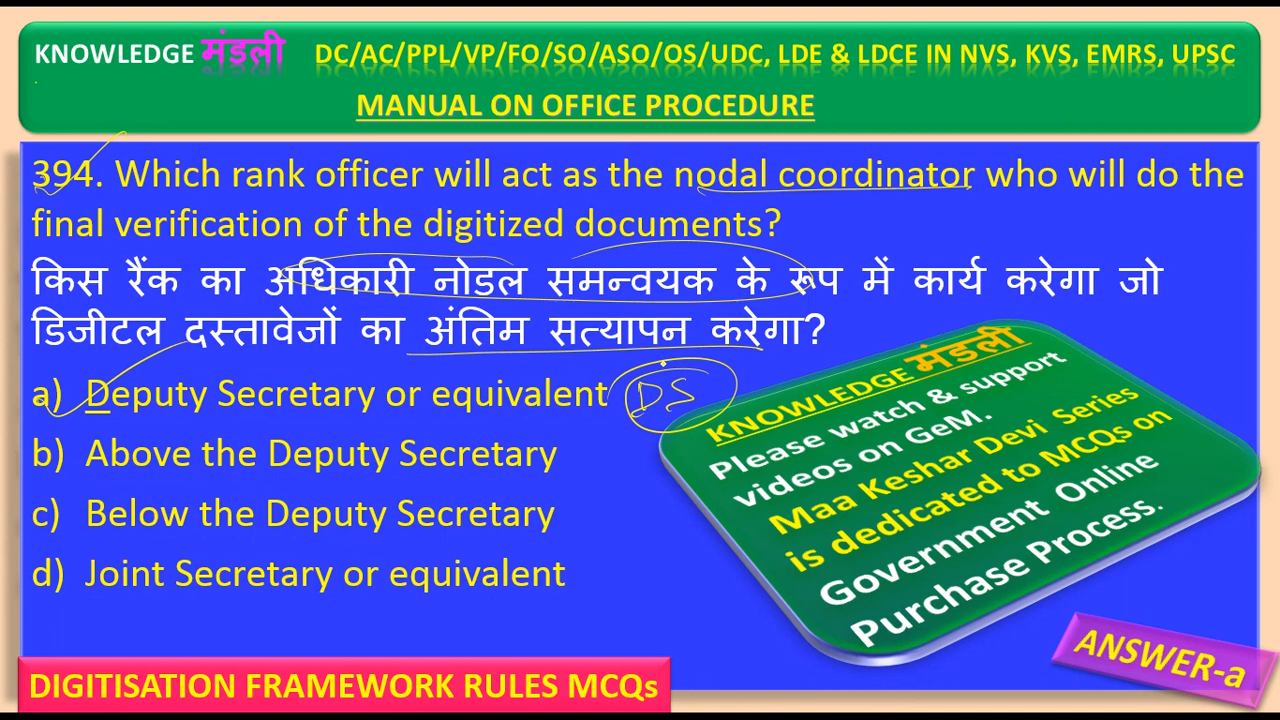 KNOWLEDGE मंडली DC/AC/PPL/VP/FO/SO/ASO/OS/UDC, LDE & LDCE IN NVS, KVS, EMRS, UPSC
MANUAL ON OFFICE PROCEDURE
394. Which rank officer will act as the nodal coordinator who will do the
final verification of the digitized documents?
किस रैंक का अधिकारी नोडल समन्वयक के रूप में कार्य करेगा जो
डिजीटल दस्तावेजों का अंतिम सत्यापन करेगा?
a) Deputy Secretary or equivalent DS
b) Above the Deputy Secretary
c) Below the Deputy Secretary
d) Joint Secretary or equivalent
KNOWLEDGE मंडली
Please watch & support
videos on GeM.
Maa Keshar Devi Series
is dedicated to MCQs on
Government Online
Purchase Process.
ANSWER-a
DIGITISATION FRAMEWORK RULES MCQs